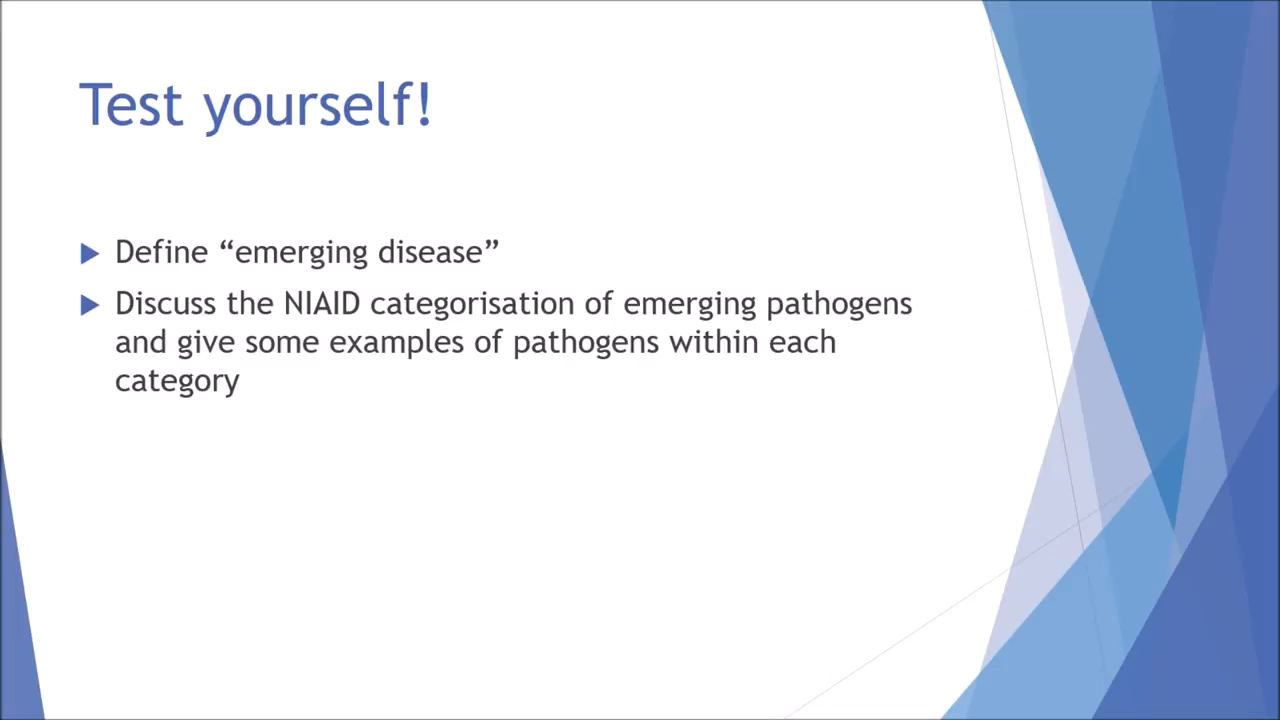 Test yourself!
Define “emerging disease”
Discuss the NIAID categorisation of emerging pathogens
and give some examples of pathogens within each
category